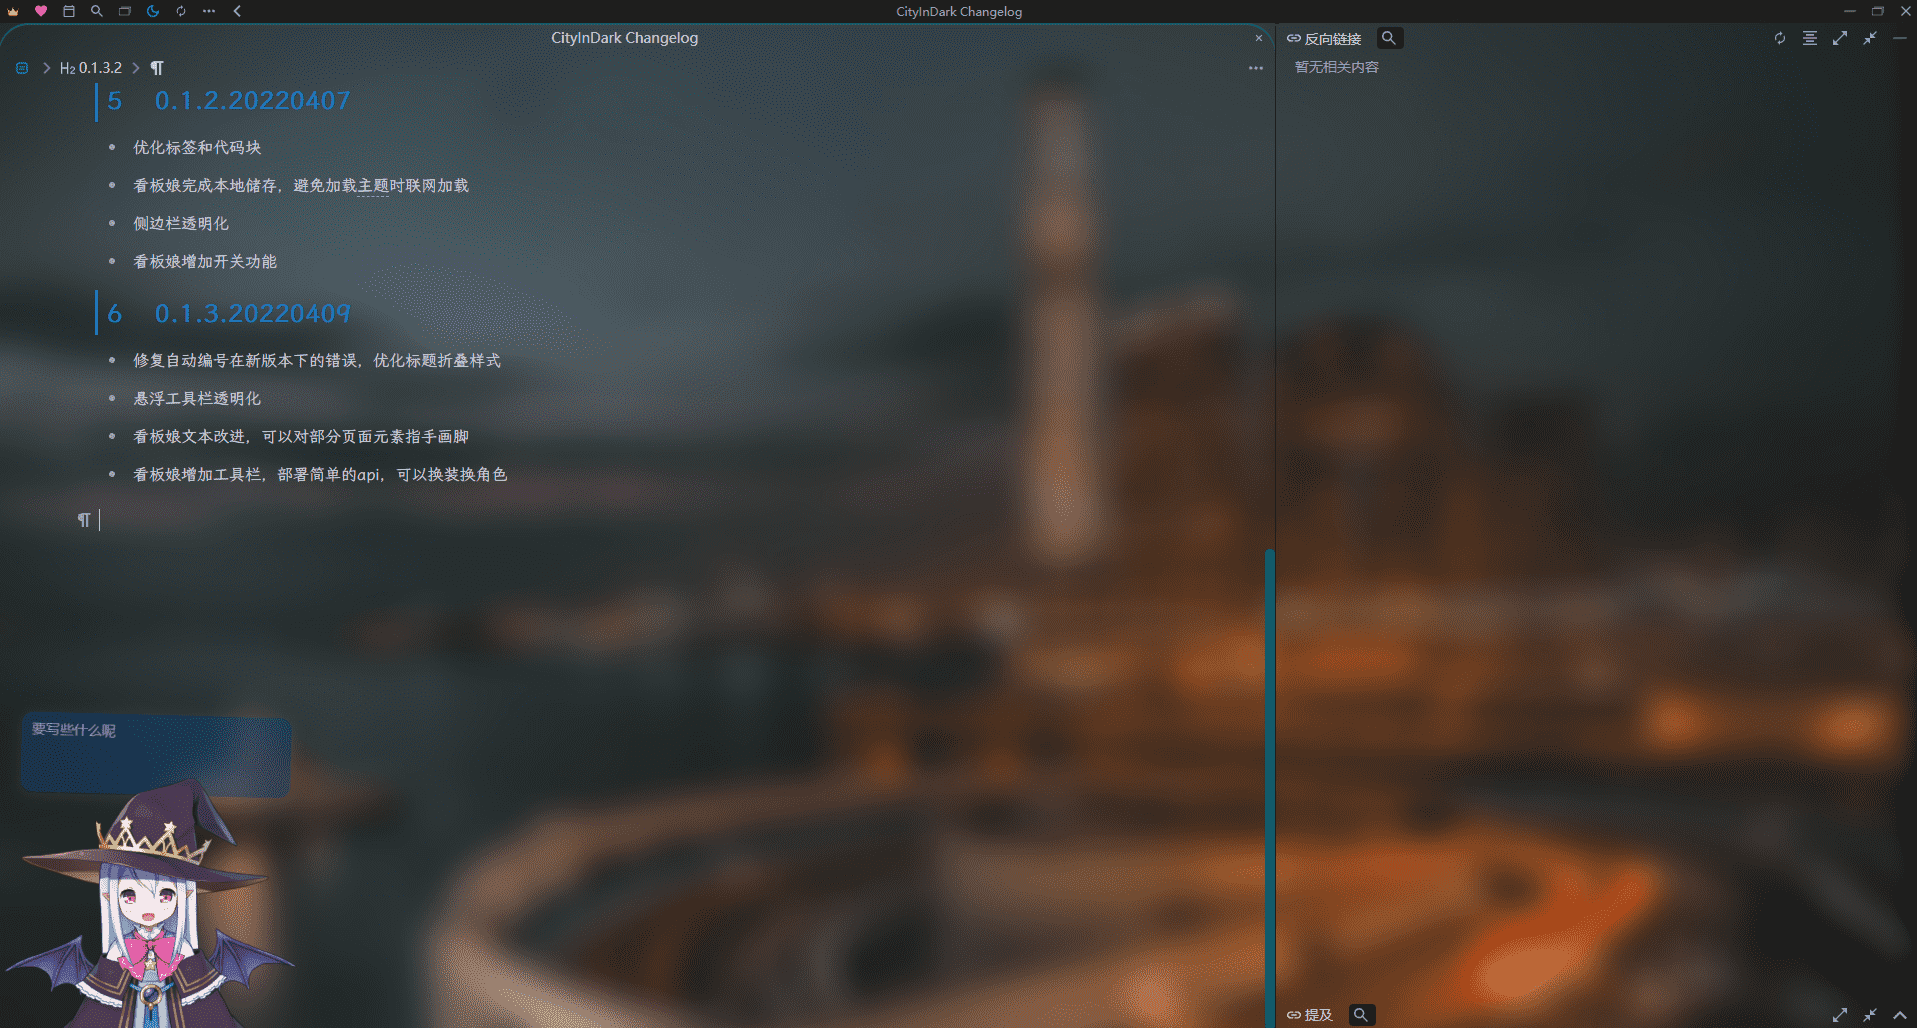 CityInDark Changelog
CityInDark Changelog
H2 0.1.3.2
5 0.1.2.20220407
优化标签和代码块
看板娘完成本地储存，避免加载主题时联网加载
侧边栏透明化
看板娘增加开关功能
6 0.1.3.20220409
修复自动编号在新版本下的错误，优化标题折叠样式
悬浮工具栏透明化
看板娘文本改进，可以对部分页面元素指手画脚
看板娘增加工具栏，部署简单的api，可以换装换角色
要写些什么呢
反向链接
暂无相关内容
提及